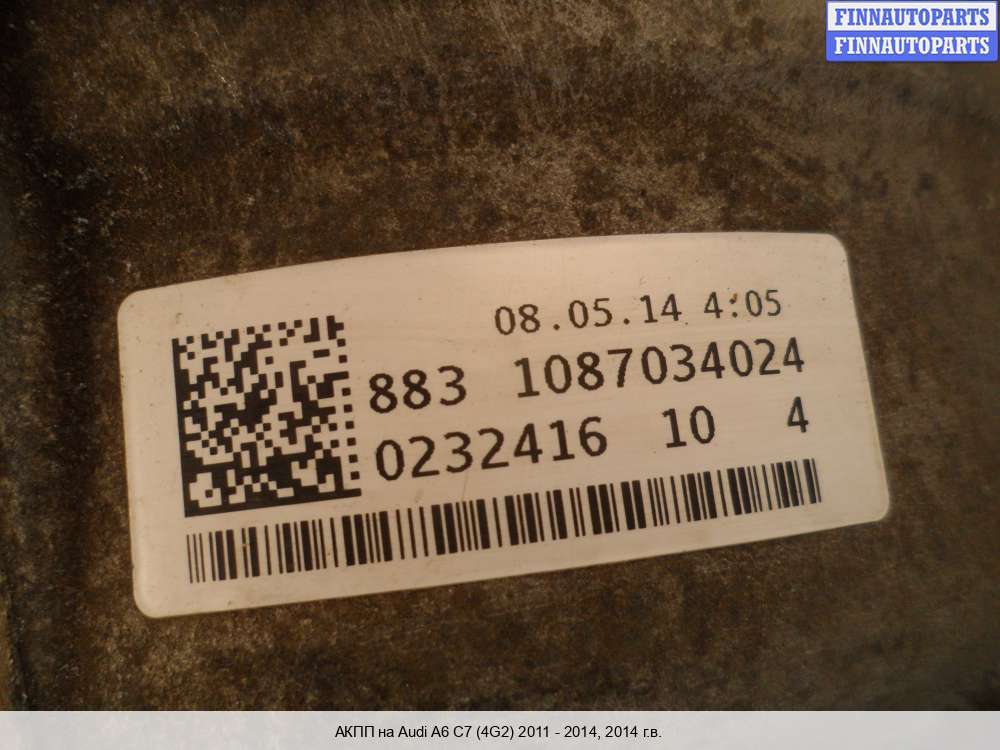 FINNAUTOPARTS
FINNAUTOPARTS
08.05.14 4:05
883 1087034024
0232416 10 4
АКПП на Audi A6 C7 (4G2) 2011 - 2014, 2014 г.в.